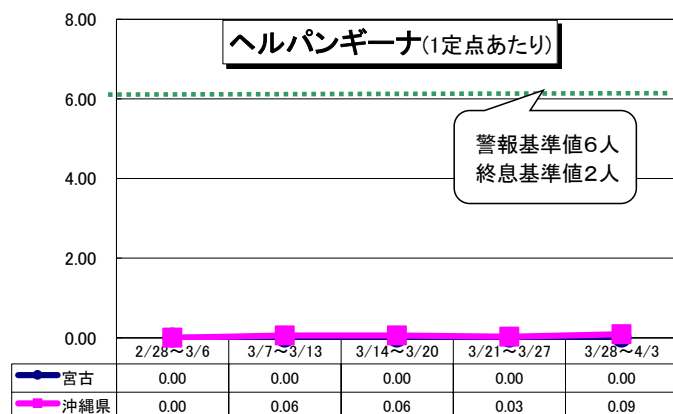 8.00
ヘルパンギーナ(1定点あたり)
6.00
警報基準値6人
終息基準値2人
4.00
2.00
0.00
2/28～3/6 3/7～3/13 3/14～3/20 3/21～3/27 3/28～4/3
宮古 0.00 0.00 0.00 0.00 0.00
沖縄県 0.00 0.06 0.06 0.03 0.09